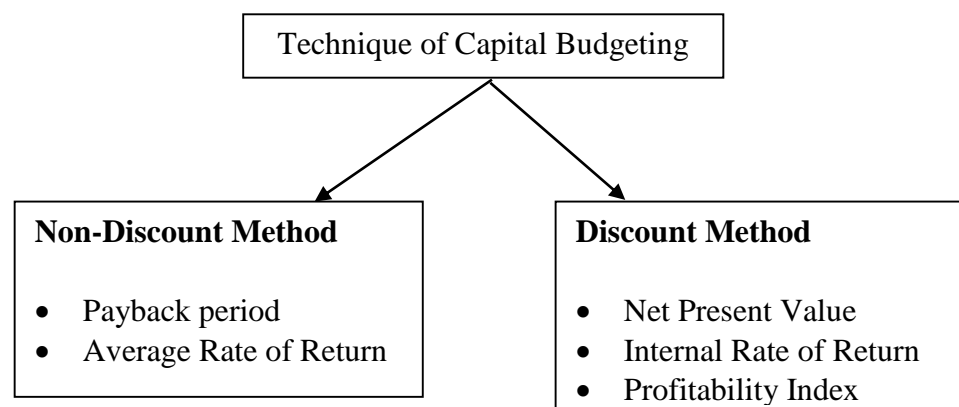 Technique of Capital Budgeting
Non-Discount Method
• Payback period
• Average Rate of Return
Discount Method
• Net Present Value
• Internal Rate of Return
• Profitability Index